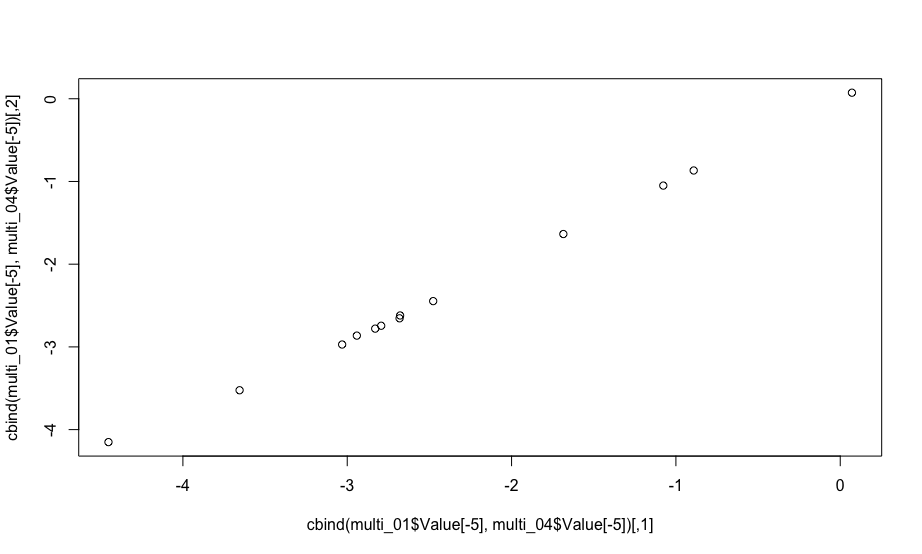 cbind(multi_01$Value[-5], multi_04$Value[-5])[,2]
0
-1
-2
-3
-4
-4 -3 -2 -1 0
cbind(multi_01$Value[-5], multi_04$Value[-5])[,1]